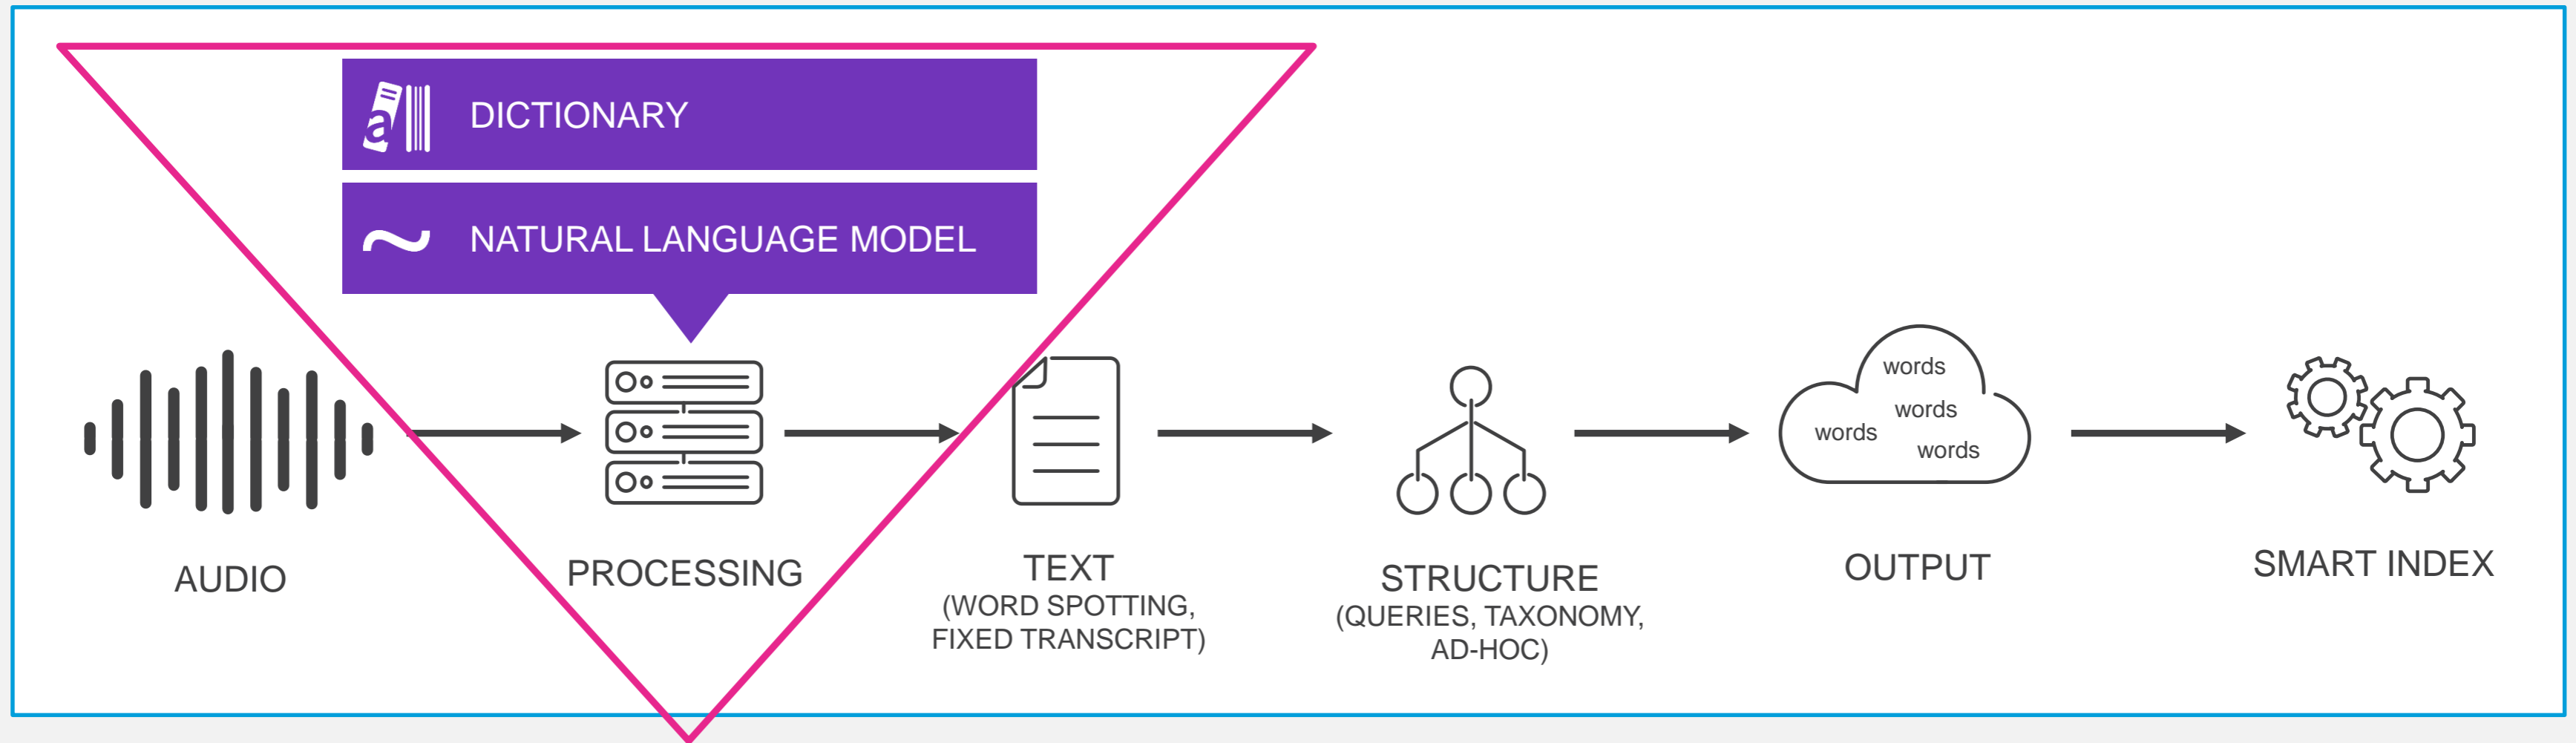 DICTIONARY
NATURAL LANGUAGE MODEL
AUDIO
PROCESSING
TEXT
(WORD SPOTTING,
FIXED TRANSCRIPT)
STRUCTURE
(QUERIES, TAXONOMY,
AD-HOC)
words
words
words
words
OUTPUT
SMART INDEX